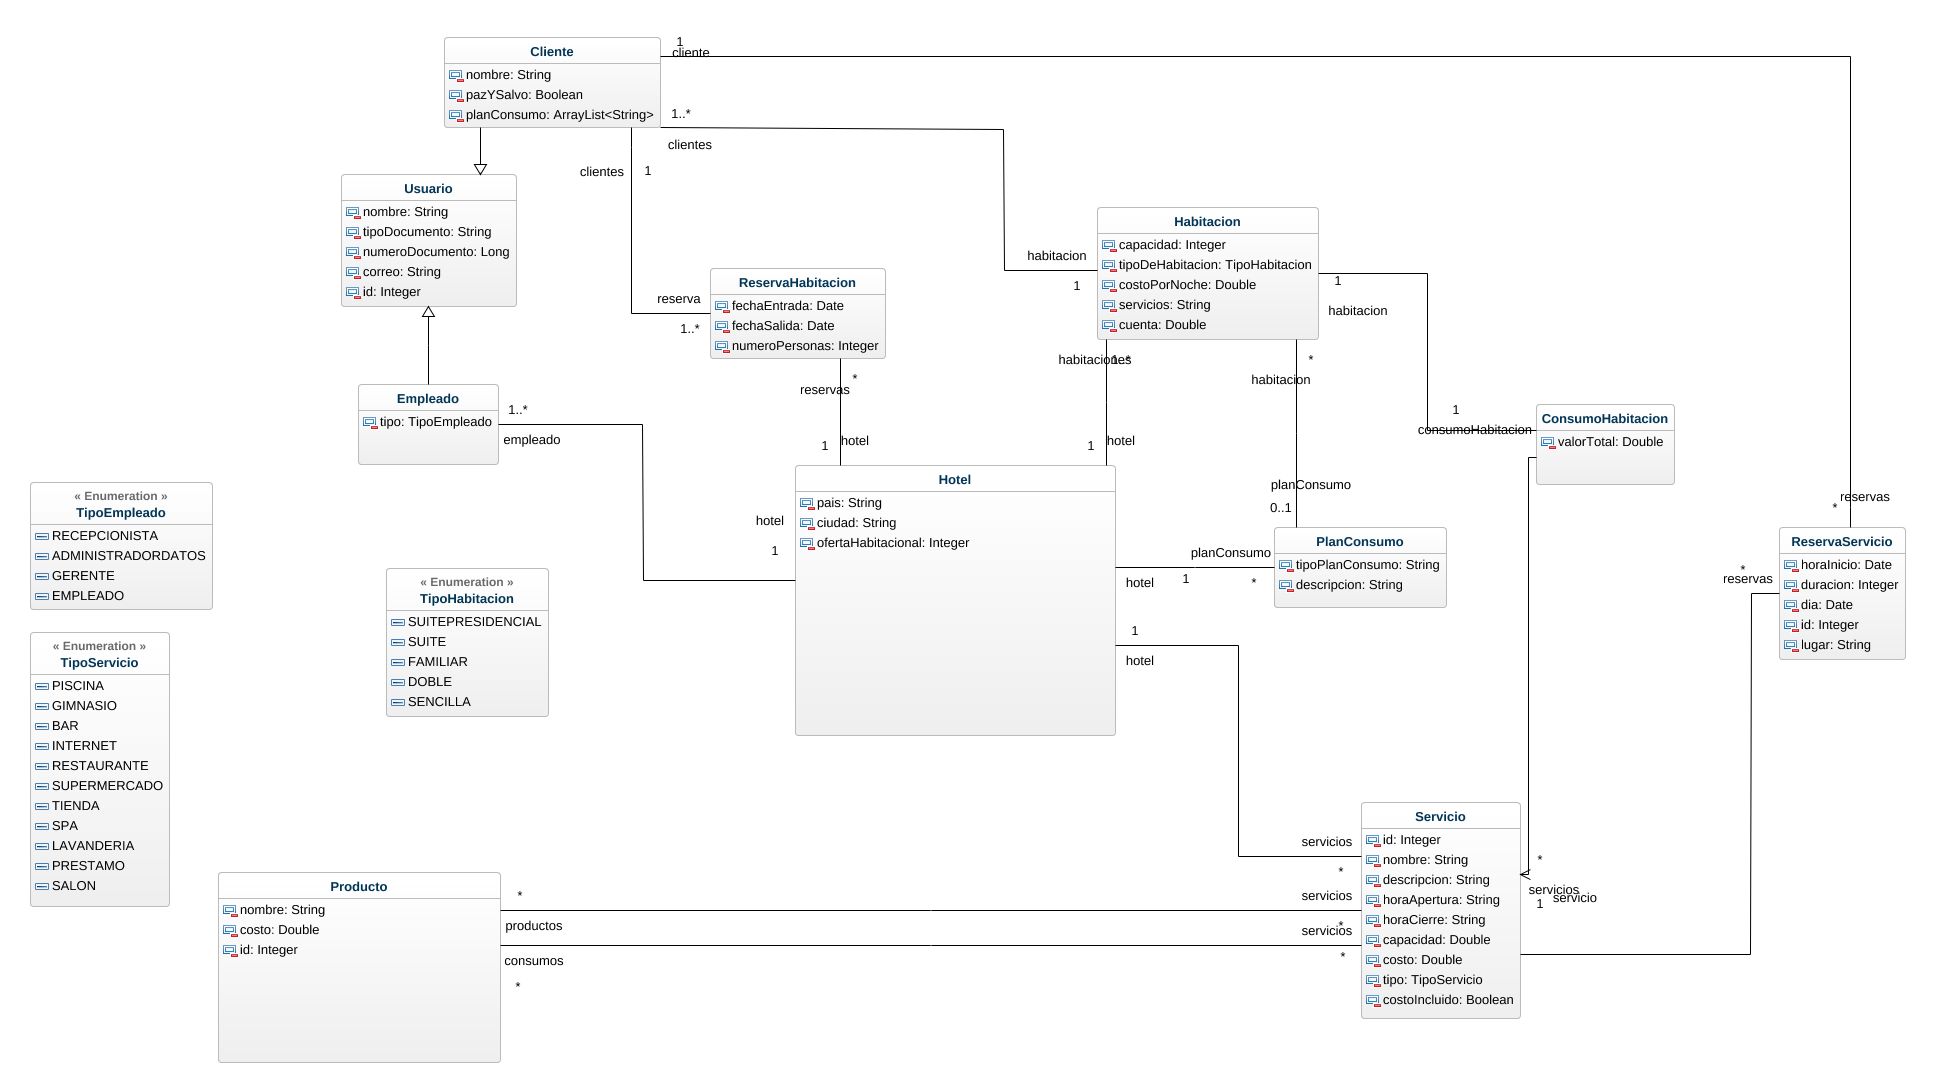 Cliente
nombre: String
pazYSalvo: Boolean
planConsumo: ArrayList<String>
1
cliente
1..*
clientes
clientes
1
Usuario
nombre: String
tipoDocumento: String
numeroDocumento: Long
correo: String
id: Integer
reserva
1..*
ReservaHabitacion
fechaEntrada: Date
fechaSalida: Date
numeroPersonas: Integer
habitacion
1
Habitacion
capacidad: Integer
tipoDeHabitacion: TipoHabitacion
costoPorNoche: Double
servicios: String
cuenta: Double
1
habitacion
habitaciones
1..*
*
habitacion
*
reservas
1
hotel
1
hotel
Empleado
tipo: TipoEmpleado
1..*
empleado
1
consumoHabitacion
ConsumoHabitacion
valorTotal: Double
planConsumo
0..1
reservas
*
« Enumeration »
TipoEmpleado
RECEPCIONISTA
ADMINISTRADORDATOS
GERENTE
EMPLEADO
hotel
1
Hotel
pais: String
ciudad: String
ofertaHabitacional: Integer
planConsumo
hotel
1
*
PlanConsumo
tipoPlanConsumo: String
descripcion: String
*
reservas
ReservaServicio
horaInicio: Date
duracion: Integer
dia: Date
id: Integer
lugar: String
« Enumeration »
TipoHabitacion
SUITEPRESIDENCIAL
SUITE
FAMILIAR
DOBLE
SENCILLA
1
hotel
« Enumeration »
TipoServicio
PISCINA
GIMNASIO
BAR
INTERNET
RESTAURANTE
SUPERMERCADO
TIENDA
SPA
LAVANDERIA
PRESTAMO
SALON
Servicio
id: Integer
nombre: String
descripcion: String
horaApertura: String
horaCierre: String
capacidad: Double
costo: Double
tipo: TipoServicio
costoIncluido: Boolean
servicios
*
servicios
*
servicios
*
*
servicios
1
servicio
Producto
nombre: String
costo: Double
id: Integer
*
productos
consumos
*